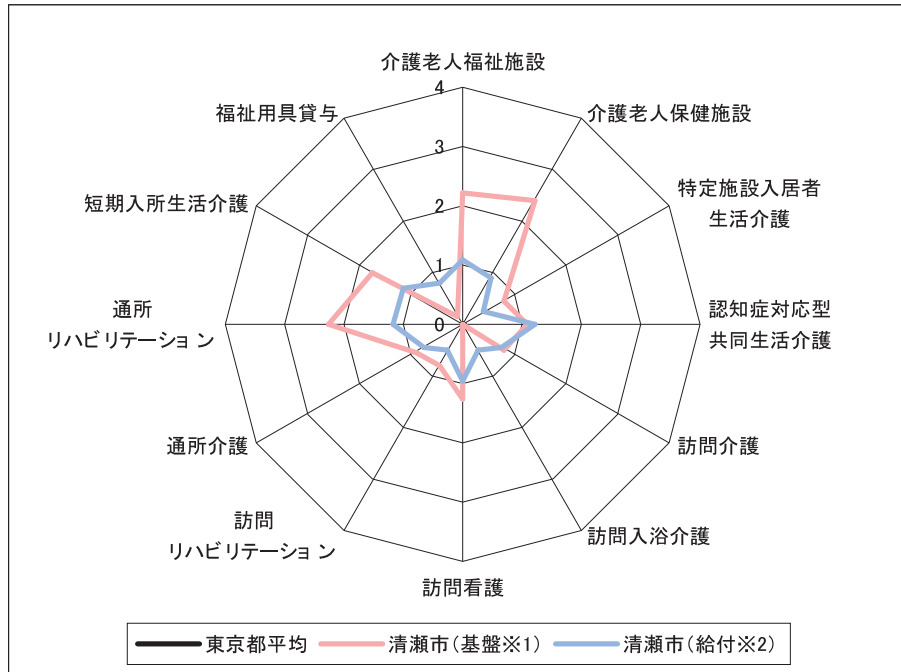 介護老人福祉施設
4
福祉用具貸与
介護老人保健施設
3
短期入所生活介護
特定施設入居者
生活介護
2
1
通所
リハビリテーション
0
認知症対応型
共同生活介護
通所介護
訪問介護
訪問
リハビリテーション
訪問入浴介護
訪問看護
東京都平均
清瀬市(基盤※1)
清瀬市(給付※2)